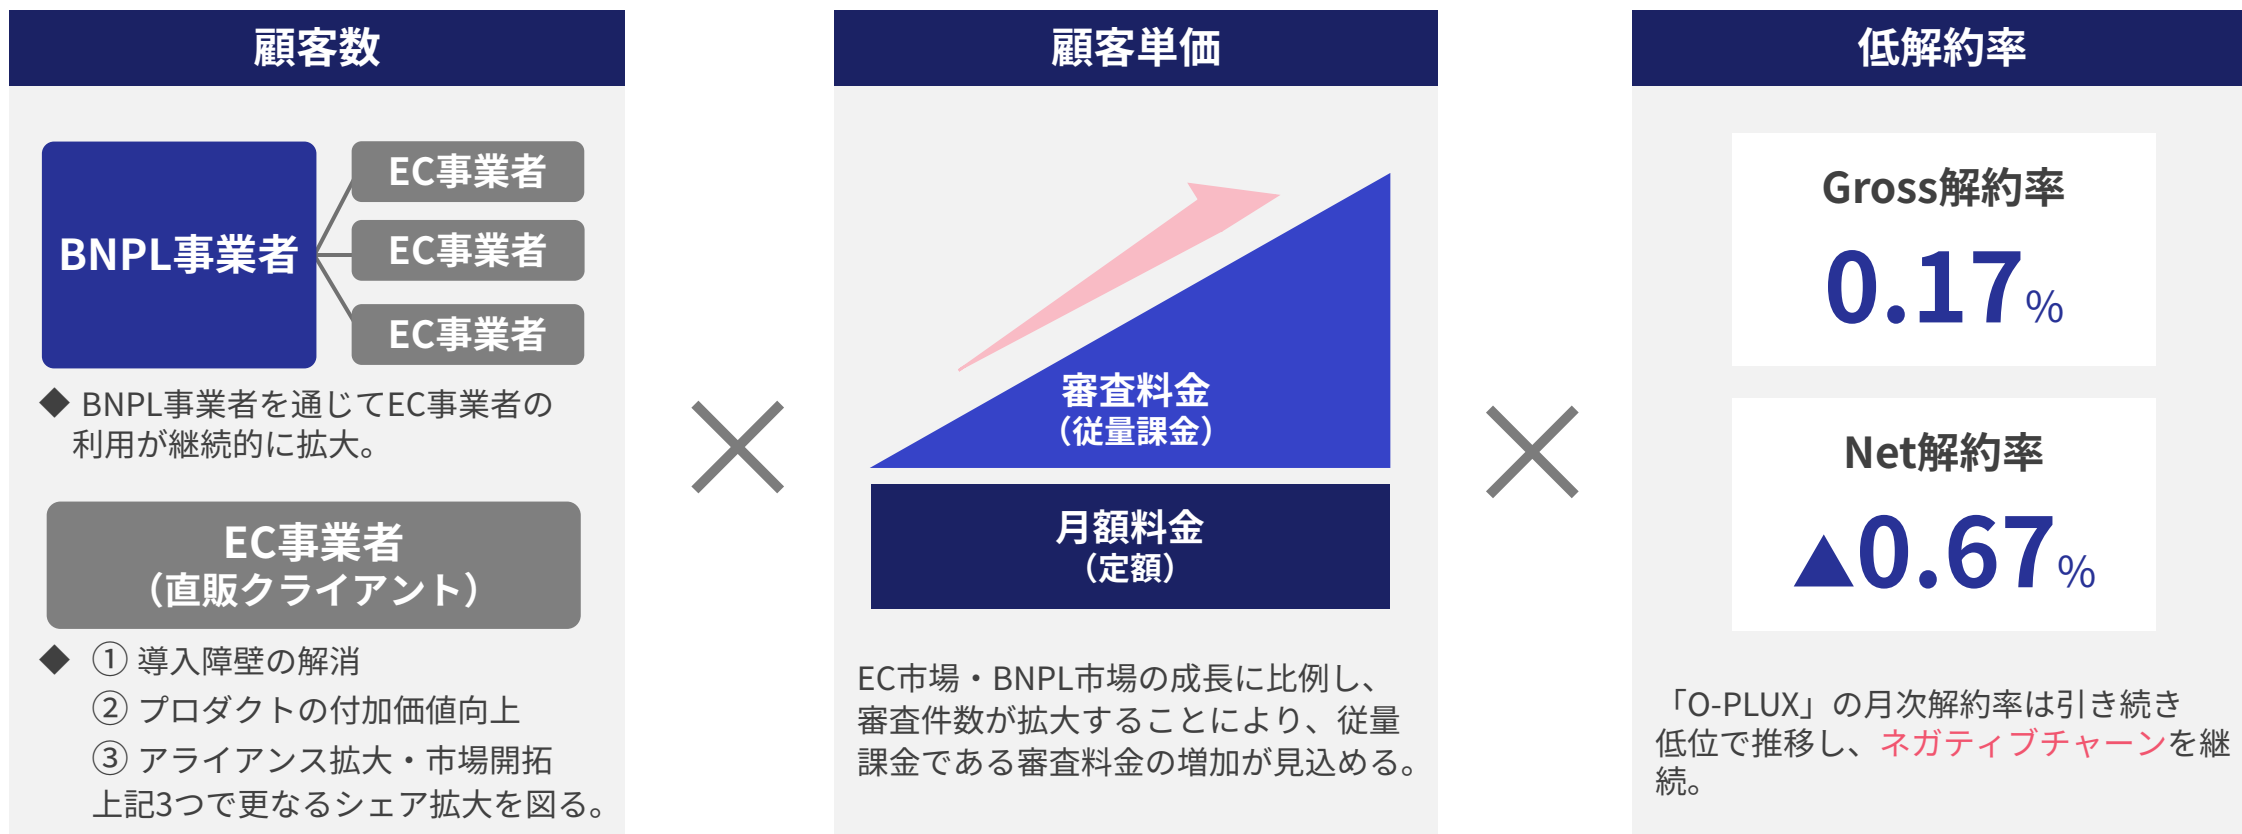 顧客数
BNPL事業者
EC事業者
EC事業者
EC事業者
◆ BNPL事業者を通じてEC事業者の
利用が継続的に拡大。
EC事業者
（直販クライアント）
◆ ① 導入障壁の解消
② プロダクトの付加価値向上
③ アライアンス拡大・市場開拓
上記3つで更なるシェア拡大を図る。
顧客単価
審査料金
（従量課金）
月額料金
（定額）
EC市場・BNPL市場の成長に比例し、
審査件数が拡大することにより、従量
課金である審査料金の増加が見込める。
低解約率
Gross解約率
0.17%
Net解約率
▲0.67%
「O-PLUX」の月次解約率は引き続き
低位で推移し、ネガティブチャーンを継
続。